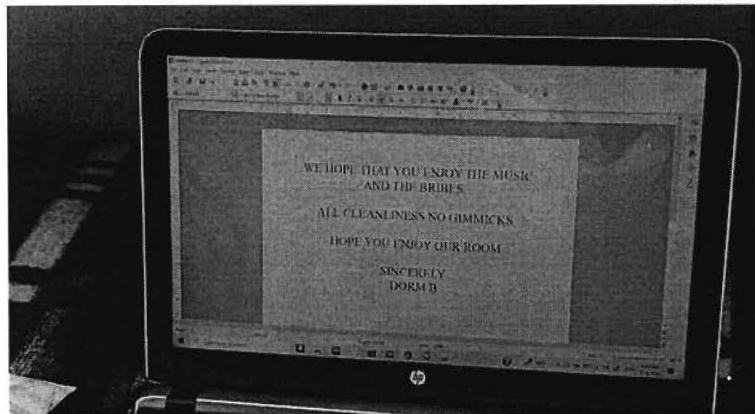 WE HOPE THAT YOU ENJOY THE MUSIC
AND THE BRIBES
ALL CLEANLINESS NO GIMMICKS
HOPE YOU ENJOY OUR ROOM
SINCERELY
DORM B
hp